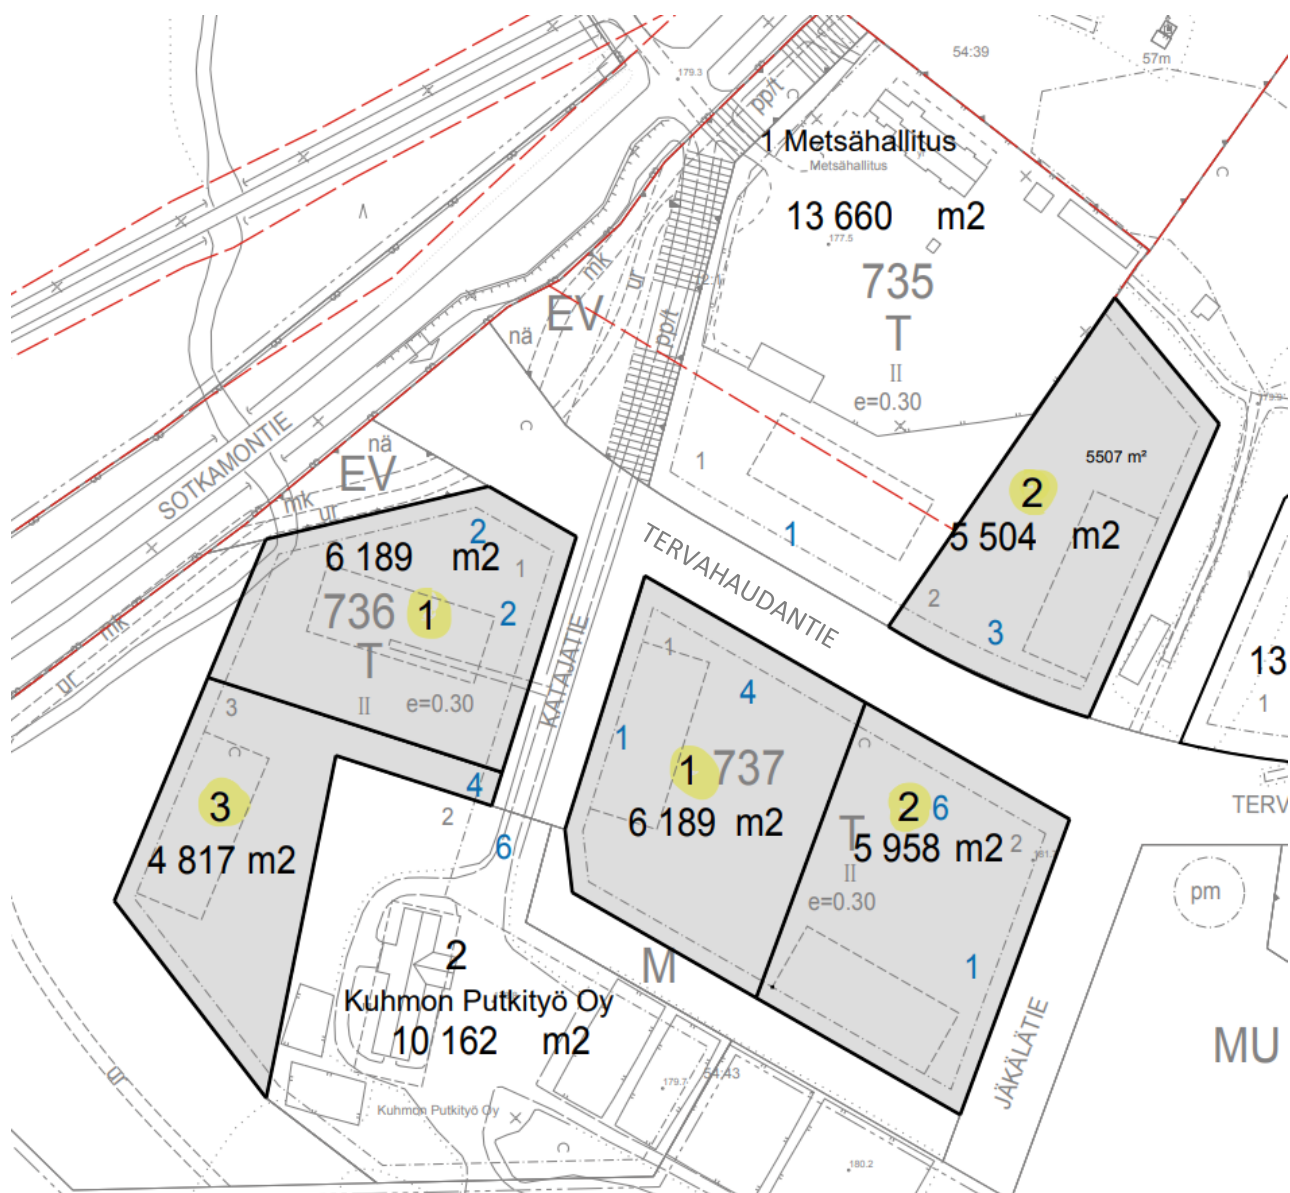 179.3
54:39
57m
pp/t
1 Metsähallitus
Metsähallitus
13 660 m2
177.5
735
T
II
e=0.30
mk
ur
EV
nä
pp/t
1
1
5507 m²
2
5 504 m2
2
3
SOTKAMONTIE
nä
EV
mk
ur
2
6 189 m2
1
736
1
2
T
II
e=0.30
KATAJATIE
TERVAHAUDANTIE
mk
ur
3
3
4 817 m2
4
2
6
1
4
1
1
737
6 189 m2
2
6
T
5 958 m2
2
II
e=0.30
1
13
1
TERV
pm
M
MU
JÄKÄLÄTIE
2
Kuhmon Putkityö Oy
10 162 m2
54:43
179.7
Kuhmon Putkityö Oy
180.2
ur